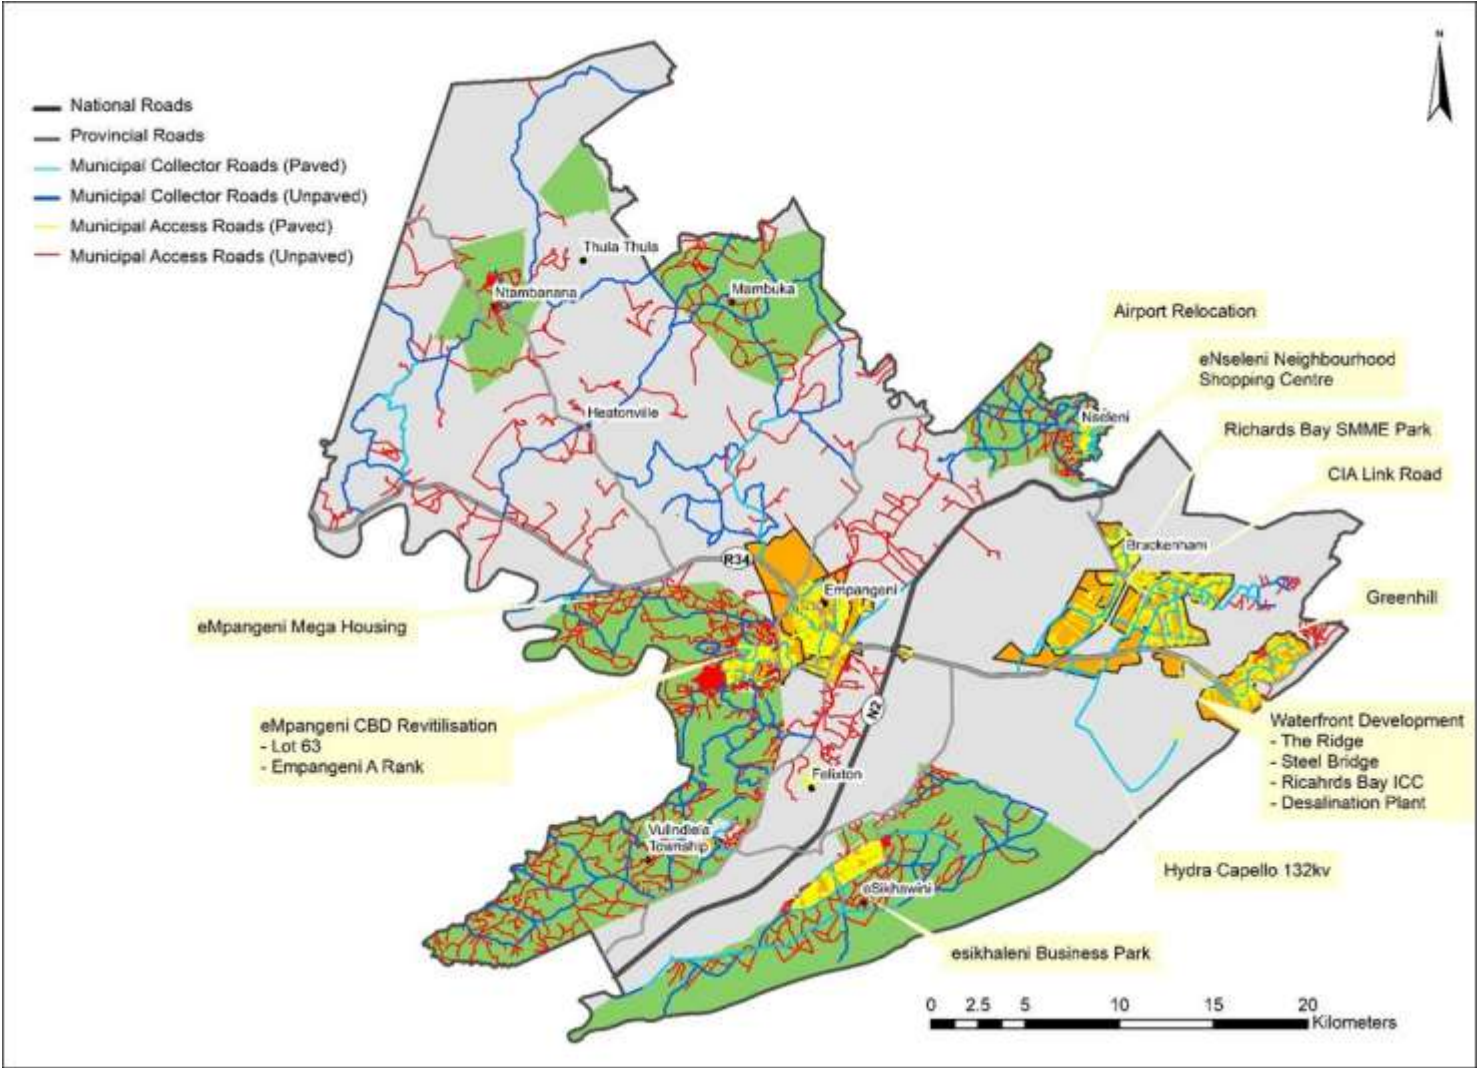 N
National Roads
Provincial Roads
Municipal Collector Roads (Paved)
Municipal Collector Roads (Unpaved)
Municipal Access Roads (Paved)
Municipal Access Roads (Unpaved)
Thula Thula
Ntambanana
Mambuka
Airport Relocation
eNseleni Neighbourhood
Shopping Centre
Heatonville
Nseleni
Richards Bay SMME Park
CIA Link Road
Brackenham
R34
Empangeni
Greenhill
eMpangeni Mega Housing
eMpangeni CBD Revitilisation
- Lot 63
- Empangeni A Rank
N2
Waterfront Development
- The Ridge
- Steel Bridge
- Ricahrds Bay ICC
- Desalination Plant
Felixton
Vulindlela
Township
Hydra Capello 132kv
eSikhawini
esikhaleni Business Park
0 2.5 5 10 15 20
Kilometers